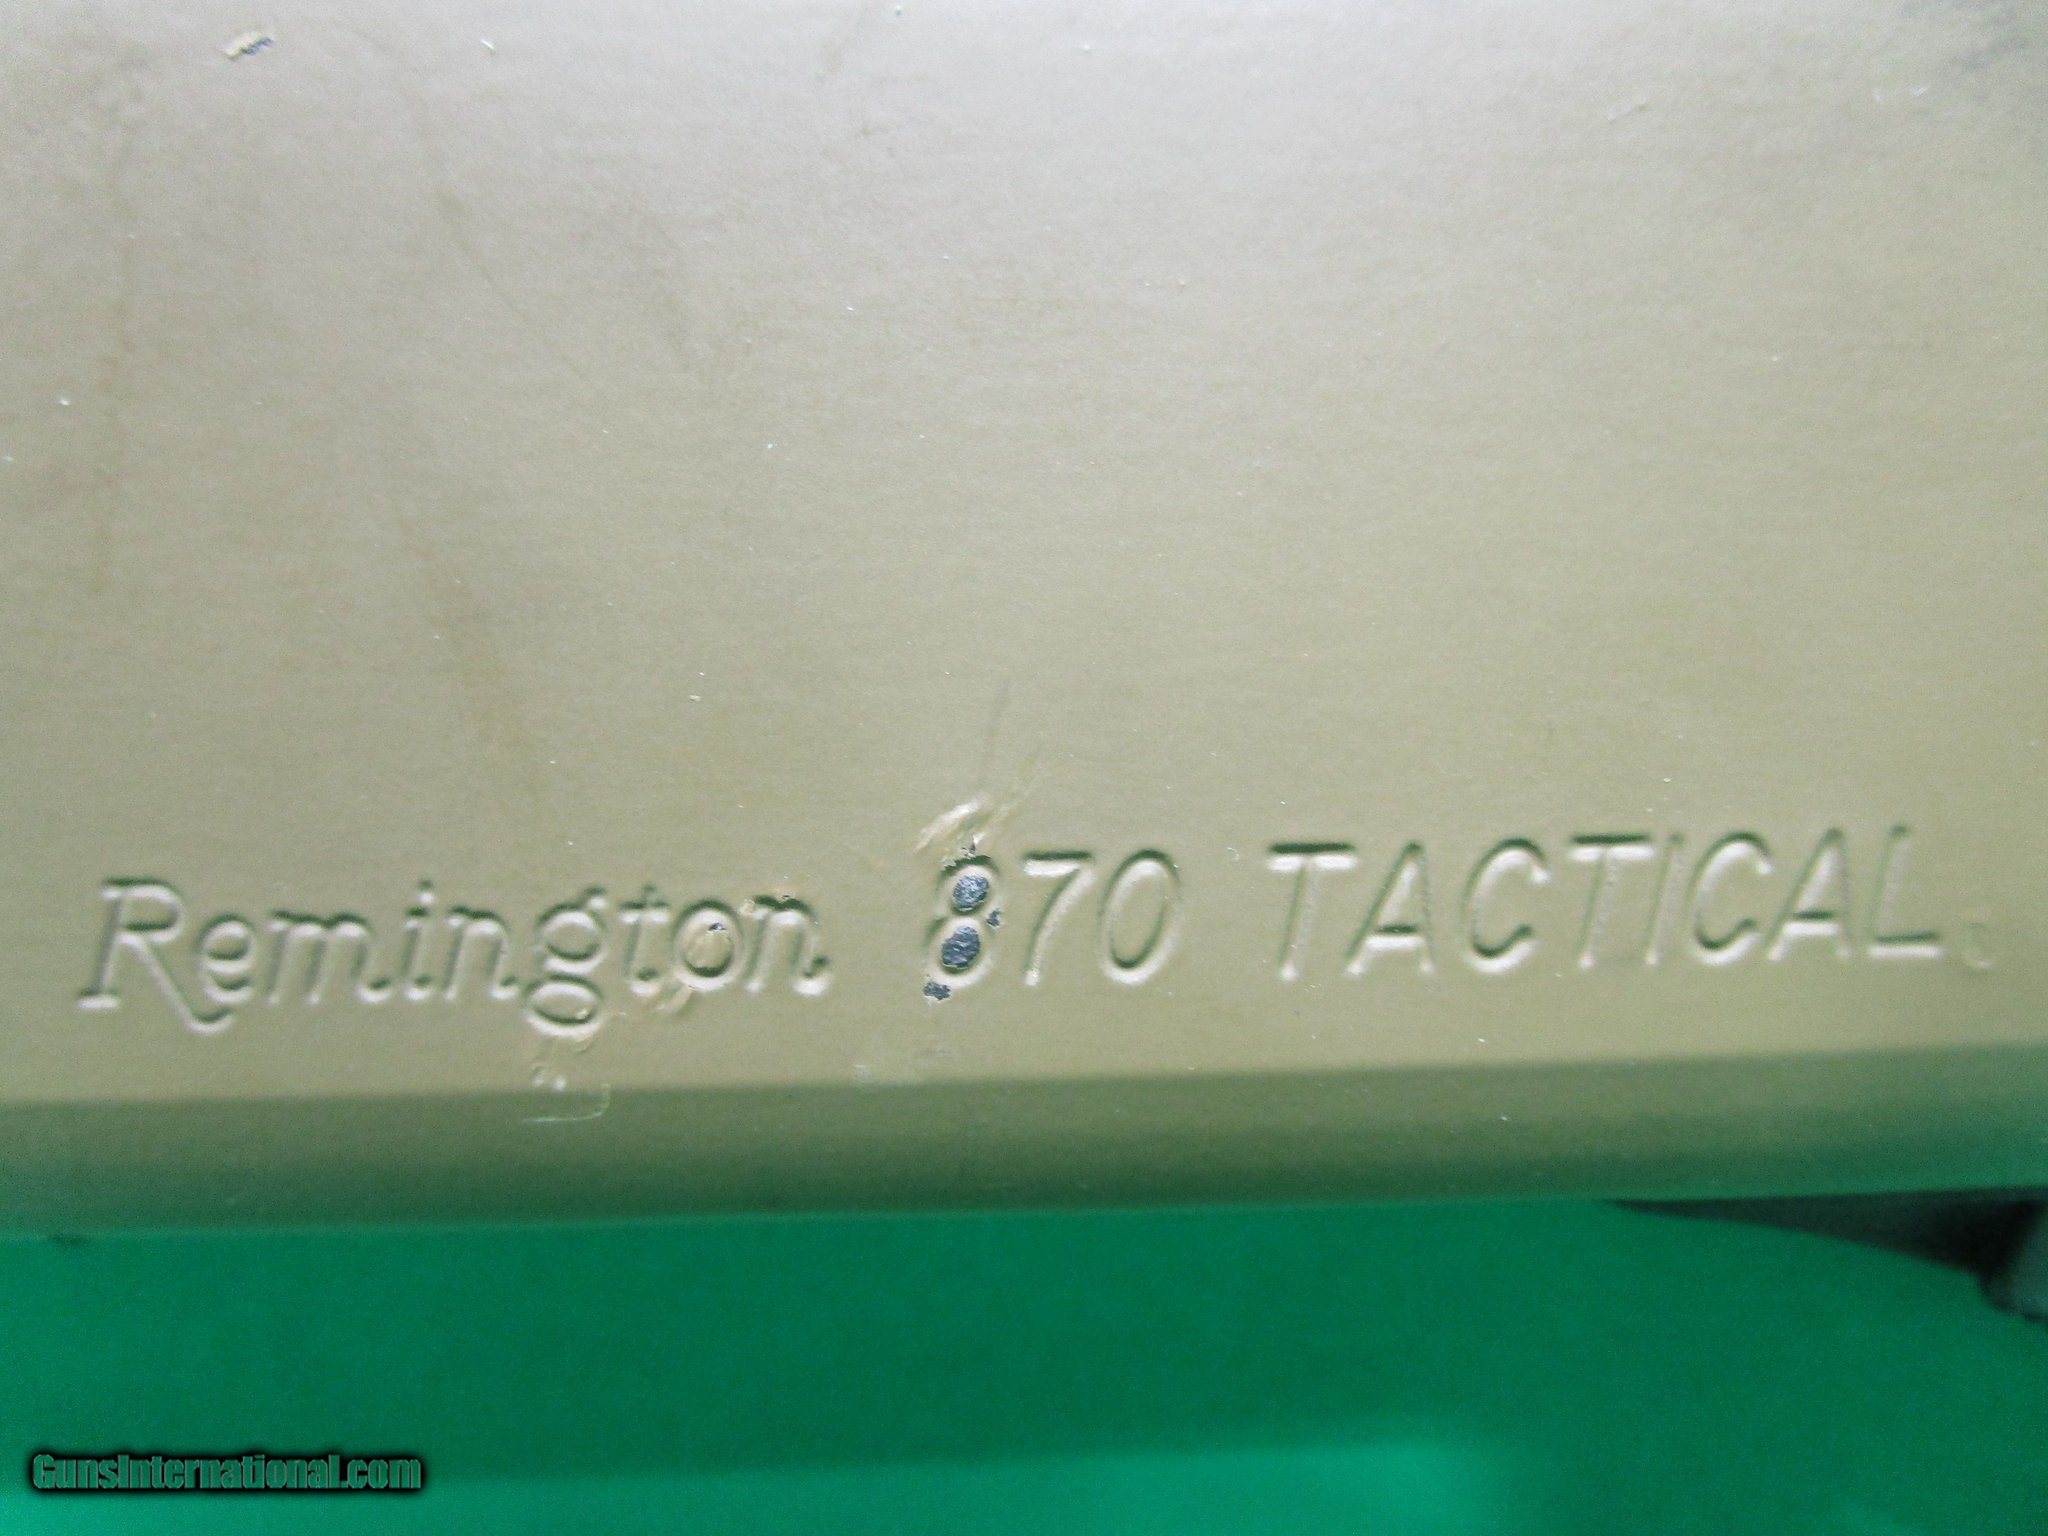 Remington 870 TACTICAL
GunsInternational.com